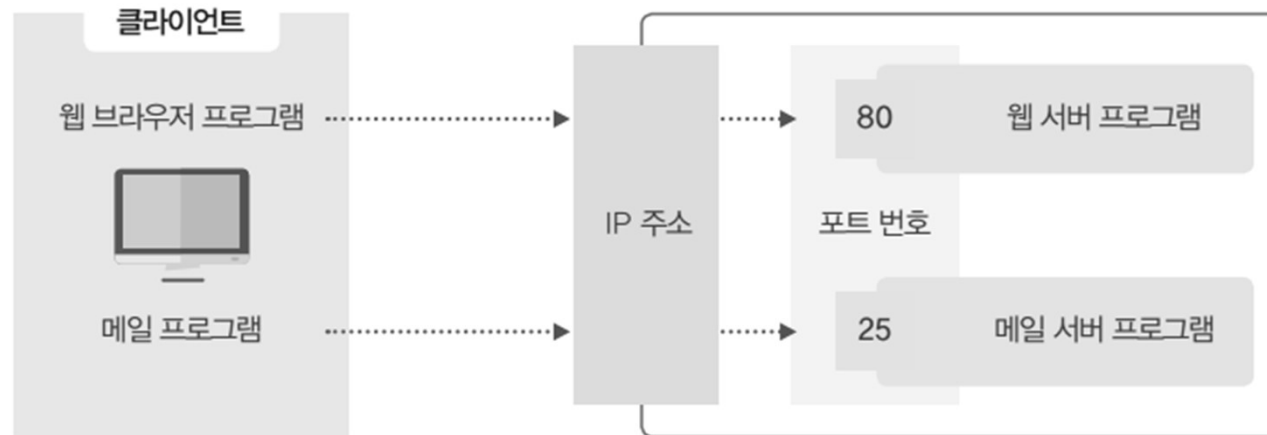 클라이언트
웹 브라우저 프로그램
메일 프로그램
IP 주소
포트 번호
80
웹 서버 프로그램
25
메일 서버 프로그램